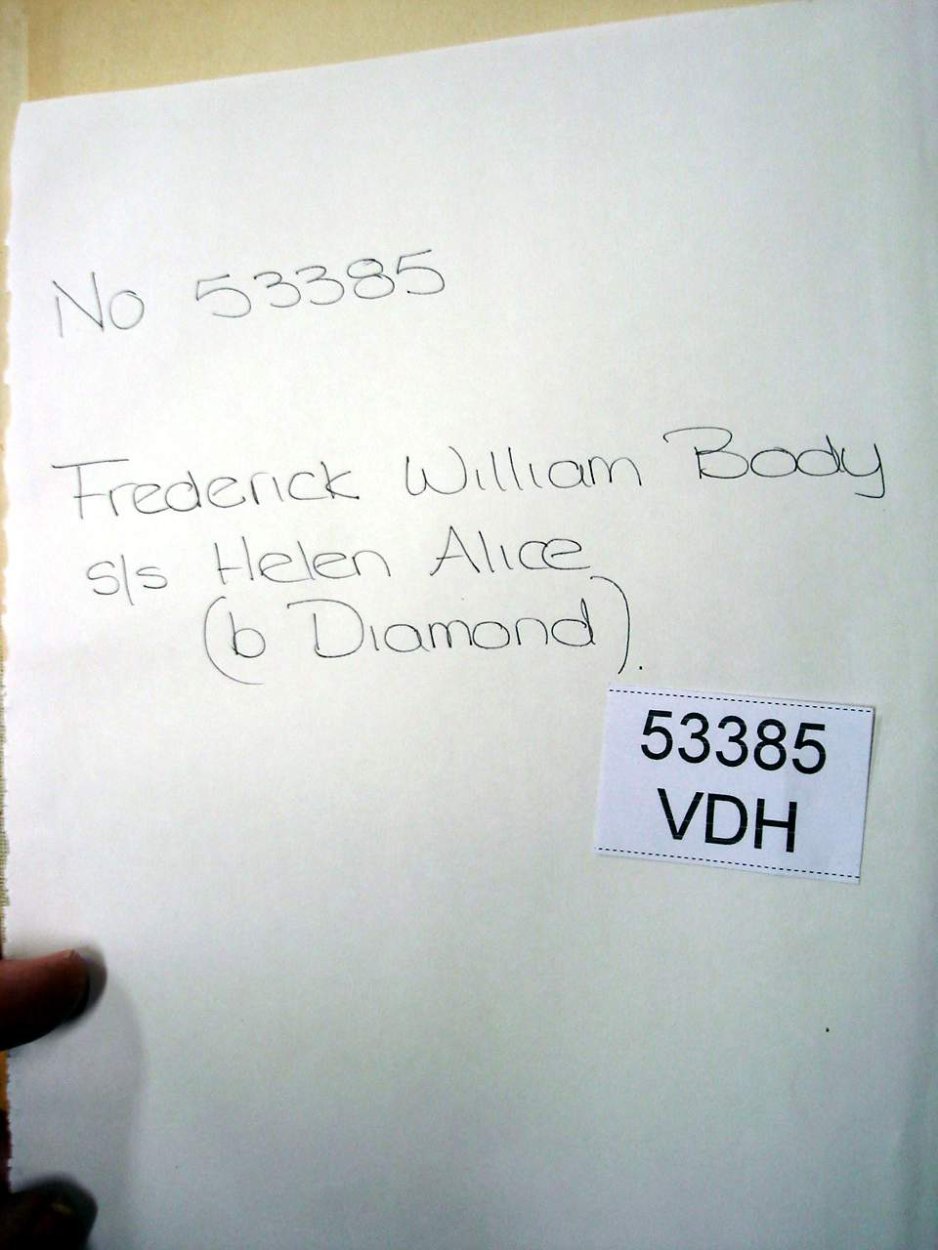 No 53385
Frederick William Body
s/s Helen Alice
(b Diamond).
53385
VDH